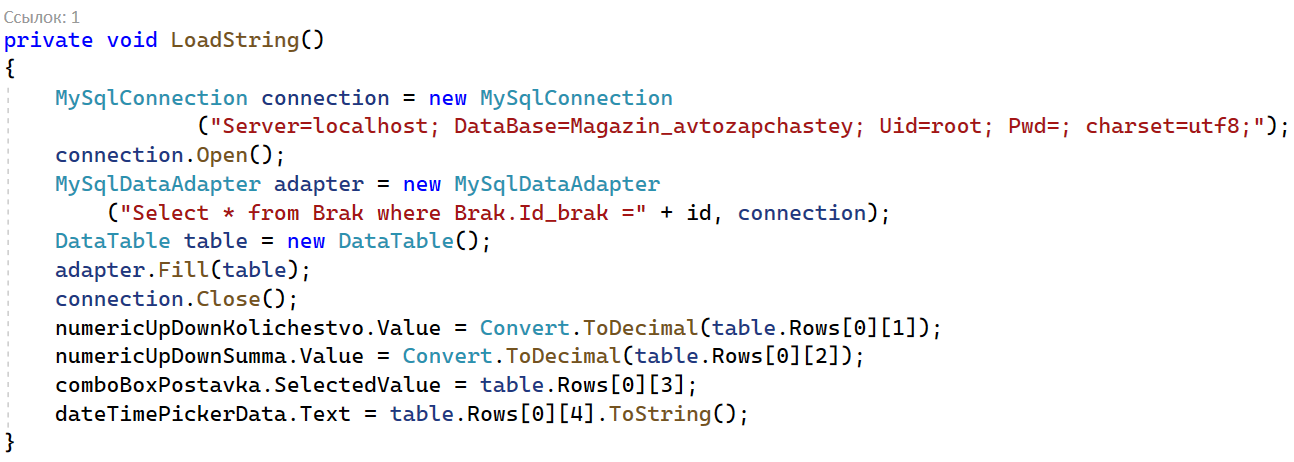 Ссылок: 1
private void LoadString()
{
    MySqlConnection connection = new MySqlConnection
            ("Server=localhost; DataBase=Magazin_avtozapchastey; Uid=root; Pwd=; charset=utf8;");
    connection.Open();
    MySqlDataAdapter adapter = new MySqlDataAdapter
        ("Select * from Brak where Brak.Id_brak =" + id, connection);
    DataTable table = new DataTable();
    adapter.Fill(table);
    connection.Close();
    numericUpDownKolichestvo.Value = Convert.ToDecimal(table.Rows[0][1]);
    numericUpDownSumma.Value = Convert.ToDecimal(table.Rows[0][2]);
    comboBoxPostavka.SelectedValue = table.Rows[0][3];
    dateTimePickerData.Text = table.Rows[0][4].ToString();
}